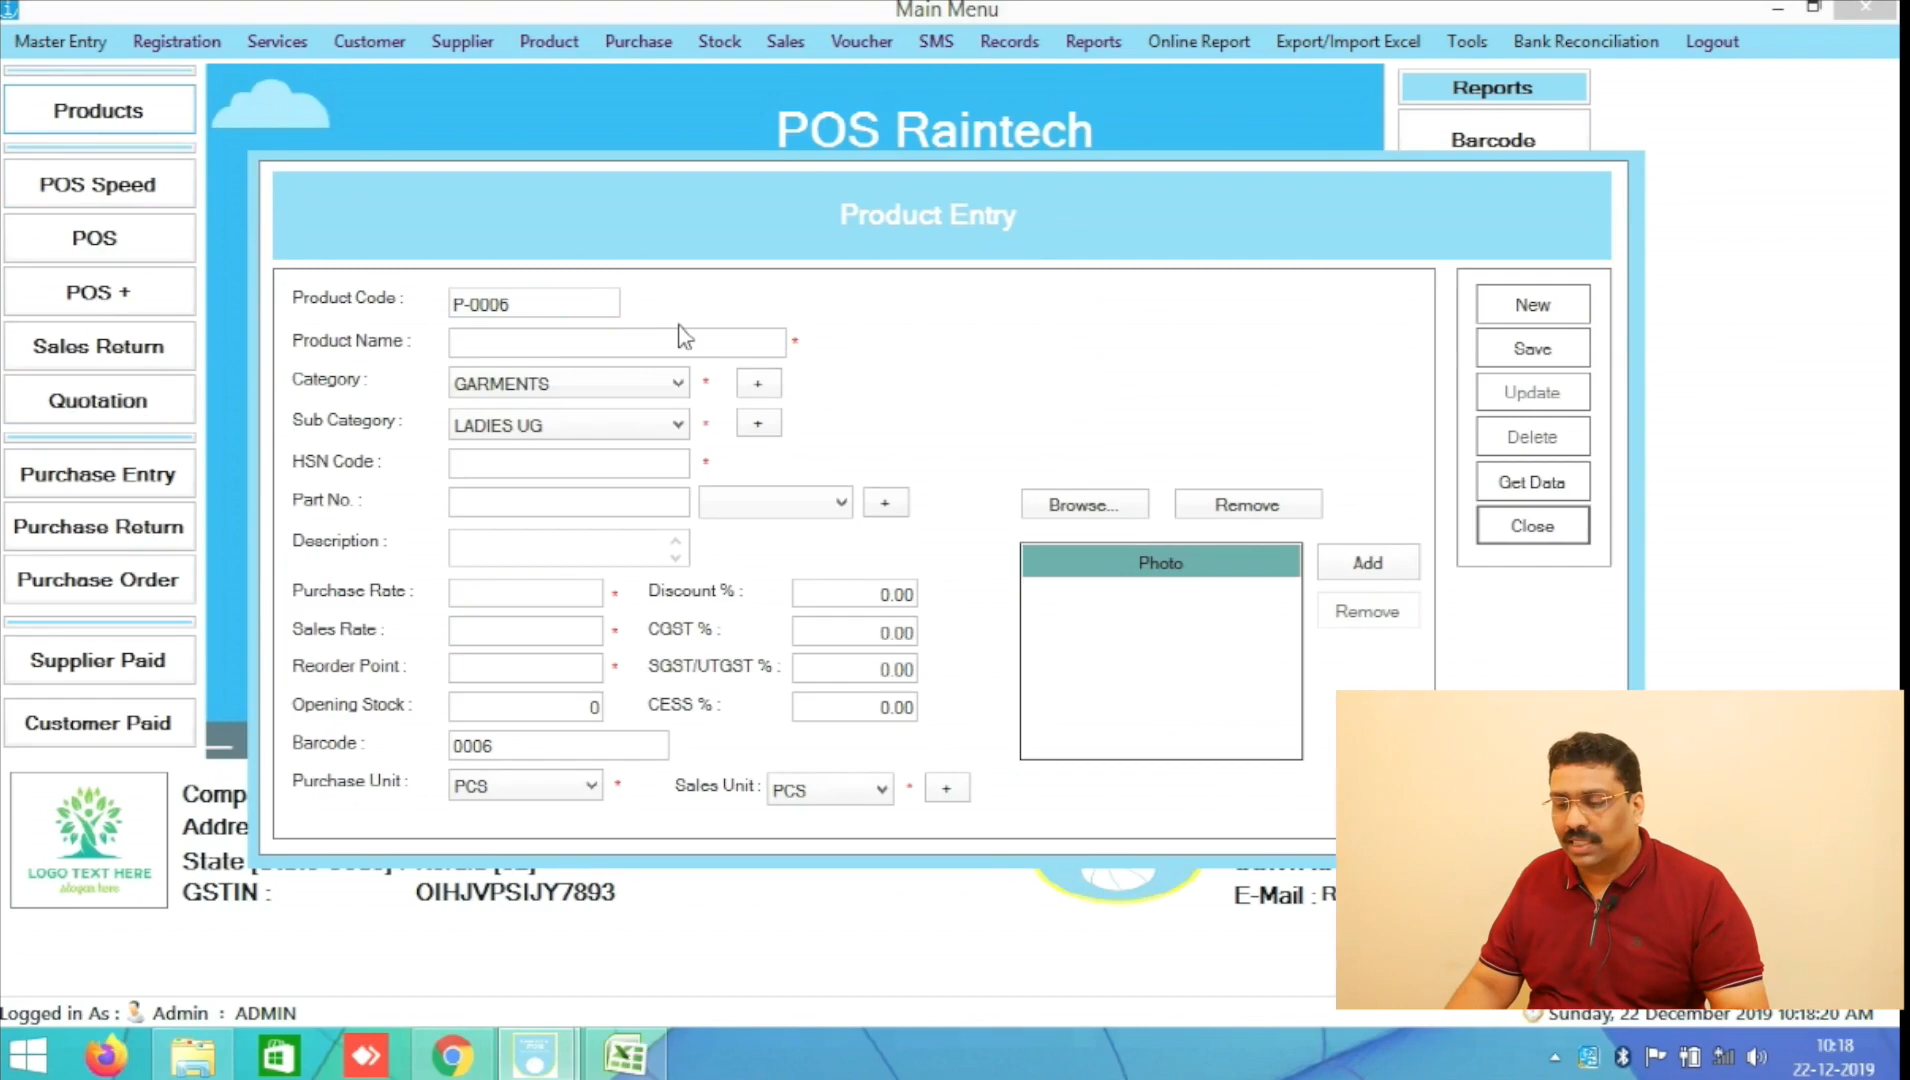 Main Menu
Master Entry Registration Services Customer Supplier Product Purchase Stock Sales Voucher SMS Records Reports Online Report Export/Import Excel Tools Bank Reconciliation Logout
Products
POS Speed
POS
POS +
Sales Return
Quotation
Purchase Entry
Purchase Return
Purchase Order
Supplier Paid
Customer Paid
POS Raintech
Reports
Barcode
Product Entry
Product Code : P-0006
Product Name : *
Category : GARMENTS * +
Sub Category : LADIES UG * +
HSN Code : *
Part No. : +
Description :
Purchase Rate : * Discount % : 0.00
Sales Rate : * CGST % : 0.00
Reorder Point : * SGST/UTGST % : 0.00
Opening Stock : 0 CESS % : 0.00
Barcode : 0006
Purchase Unit : PCS * Sales Unit : PCS * +
Browse... Remove
Photo
Add
Remove
New
Save
Update
Delete
Get Data
Close
LOGO TEXT HERE
slogan here
Comp
Addre
State
GSTIN : OIHJVPSIJY7893
E-Mail : R
Logged in As : Admin : ADMIN
Sunday, 22 December 2019 10:18:20 AM
10:18
22-12-2019